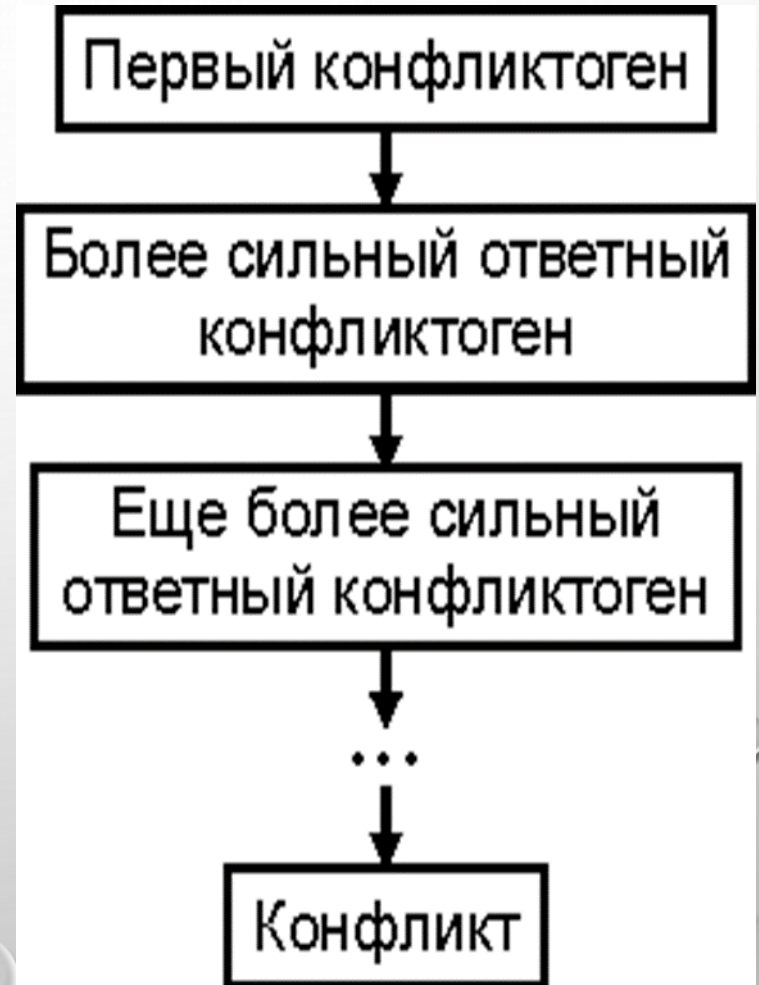 Первый конфликтоген
Более сильный ответный
конфликтоген
Еще более сильный
ответный конфликтоген
...
Конфликт